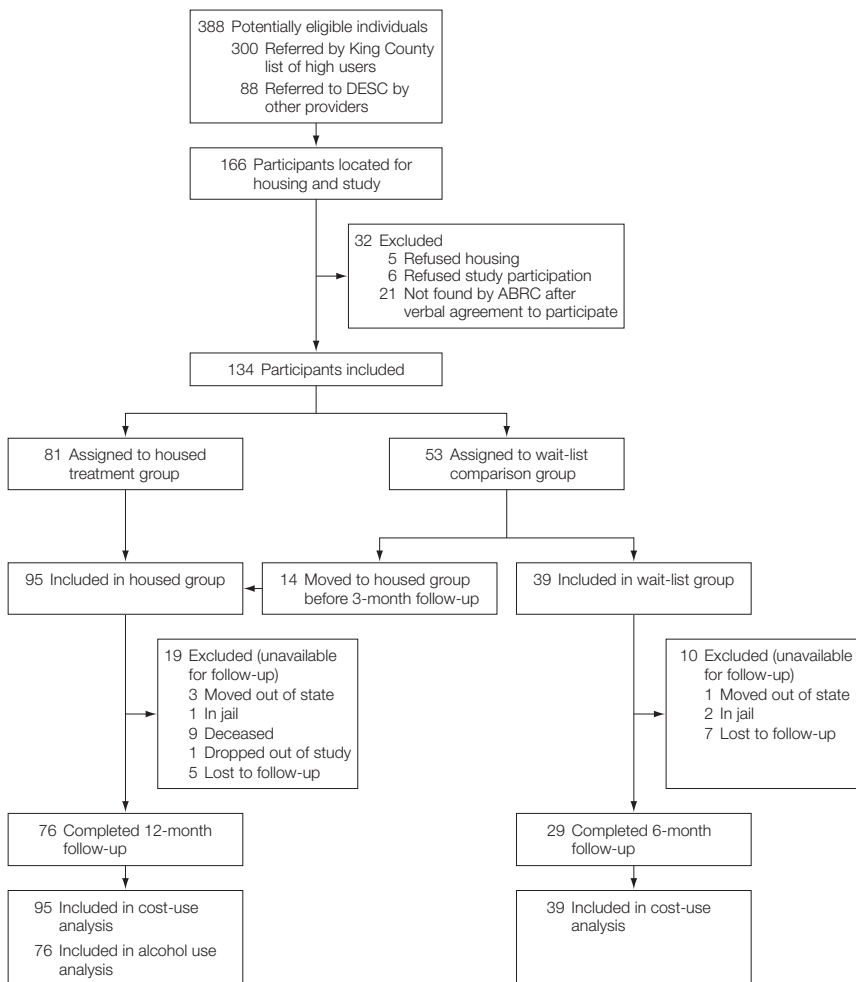 388 Potentially eligible individuals
300 Referred by King County
list of high users
88 Referred to DESC by
other providers
166 Participants located for
housing and study
32 Excluded
5 Refused housing
6 Refused study participation
21 Not found by ABRC after
verbal agreement to participate
134 Participants included
81 Assigned to housed
treatment group
53 Assigned to wait-list
comparison group
95 Included in housed group
14 Moved to housed group
before 3-month follow-up
39 Included in wait-list group
19 Excluded (unavailable
for follow-up)
3 Moved out of state
1 In jail
9 Deceased
1 Dropped out of study
5 Lost to follow-up
10 Excluded (unavailable
for follow-up)
1 Moved out of state
2 In jail
7 Lost to follow-up
76 Completed 12-month
follow-up
29 Completed 6-month
follow-up
95 Included in cost-use
analysis
76 Included in alcohol use
analysis
39 Included in cost-use
analysis